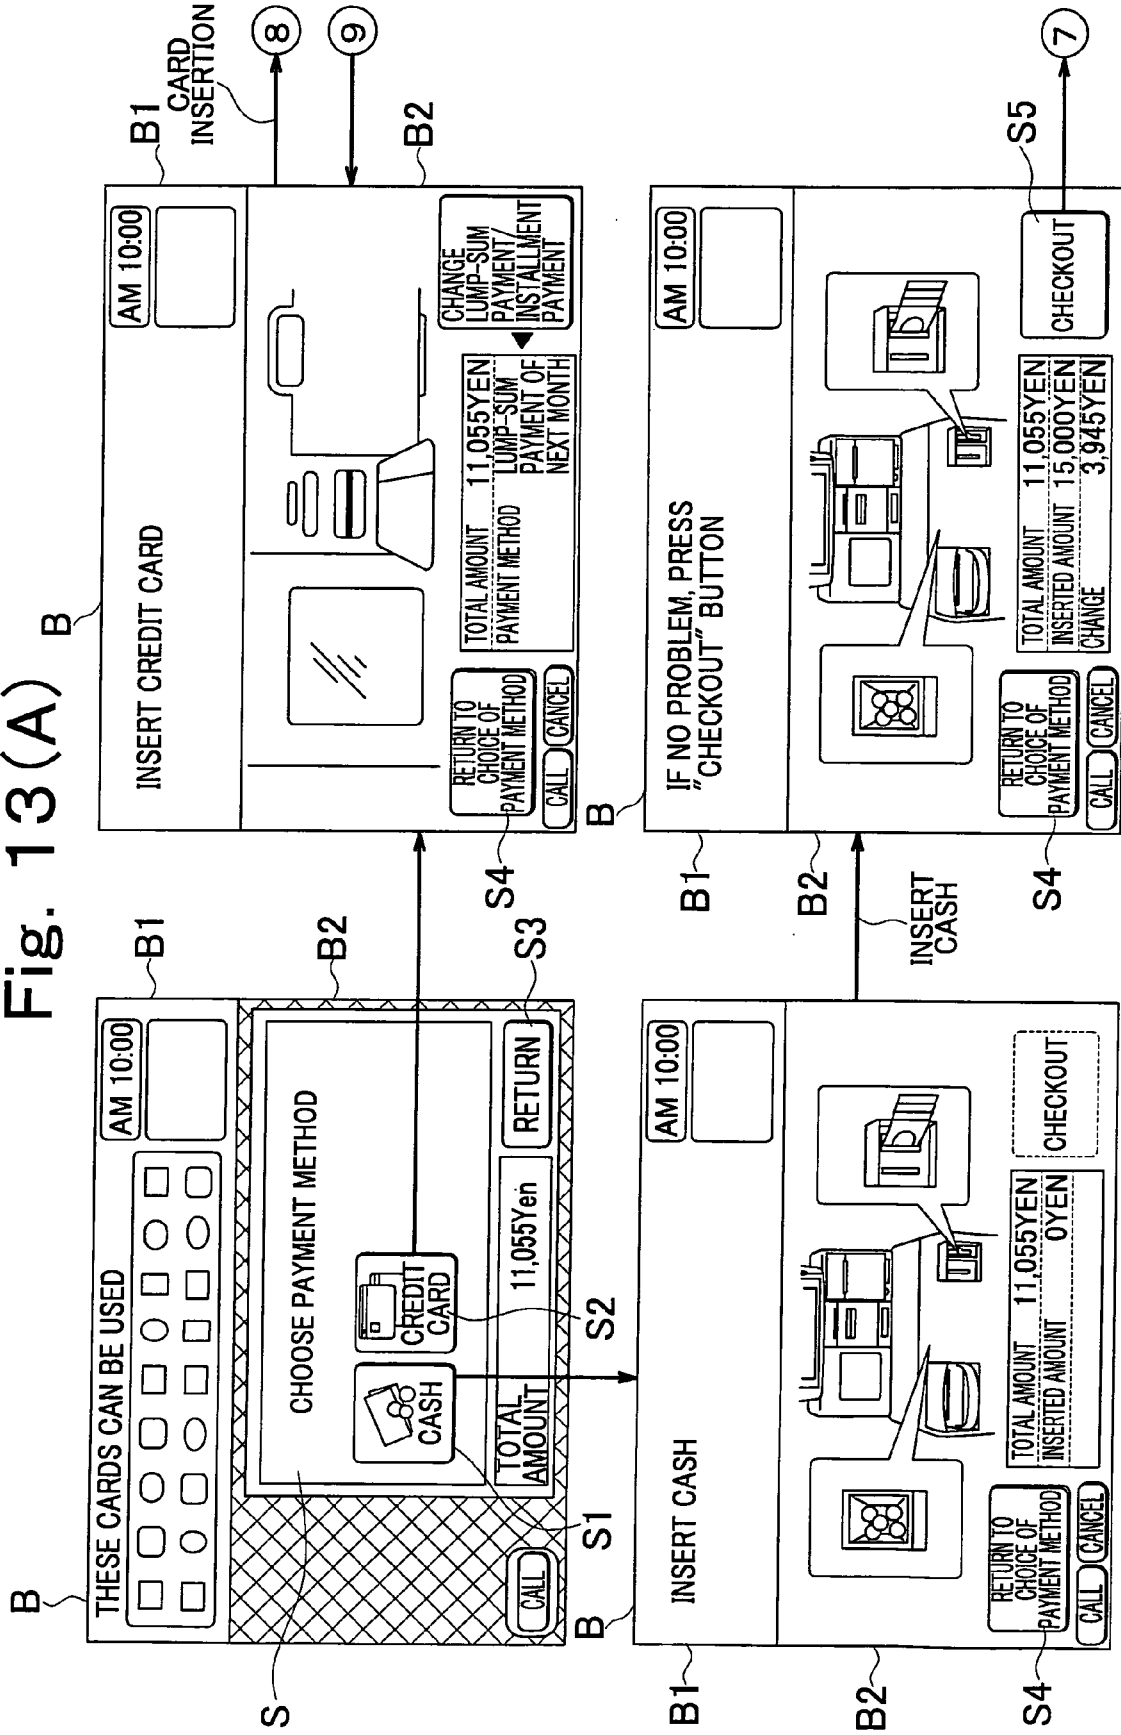 Fig. 13(A)
B
THESE CARDS CAN BE USED
AM 10:00
B1
S
CHOOSE PAYMENT METHOD
B2
CASH
CREDIT
CARD
S1
S2
TOTAL
AMOUNT
11,055Yen
CALL
RETURN
S3
B
INSERT CREDIT CARD
AM 10:00
B1
CARD
INSERTION
8
9
B2
RETURN TO
CHOICE OF
PAYMENT METHOD
CALL
CANCEL
S4
TOTAL AMOUNT 11,055YEN
PAYMENT METHOD LUMP-SUM
PAYMENT OF
NEXT MONTH
CHANGE
LUMP-SUM
PAYMENT
INSTALLMENT
PAYMENT
B
B1
INSERT CASH
AM 10:00
B2
RETURN TO
CHOICE OF
PAYMENT METHOD
CALL
CANCEL
S4
TOTAL AMOUNT 11,055YEN
INSERTED AMOUNT 0YEN
CHECKOUT
INSERT
CASH
B
B1
IF NO PROBLEM, PRESS
"CHECKOUT" BUTTON
AM 10:00
B2
RETURN TO
CHOICE OF
PAYMENT METHOD
CALL
CANCEL
S4
TOTAL AMOUNT 11,055YEN
INSERTED AMOUNT 15,000YEN
CHANGE 3,945YEN
CHECKOUT
S5
7